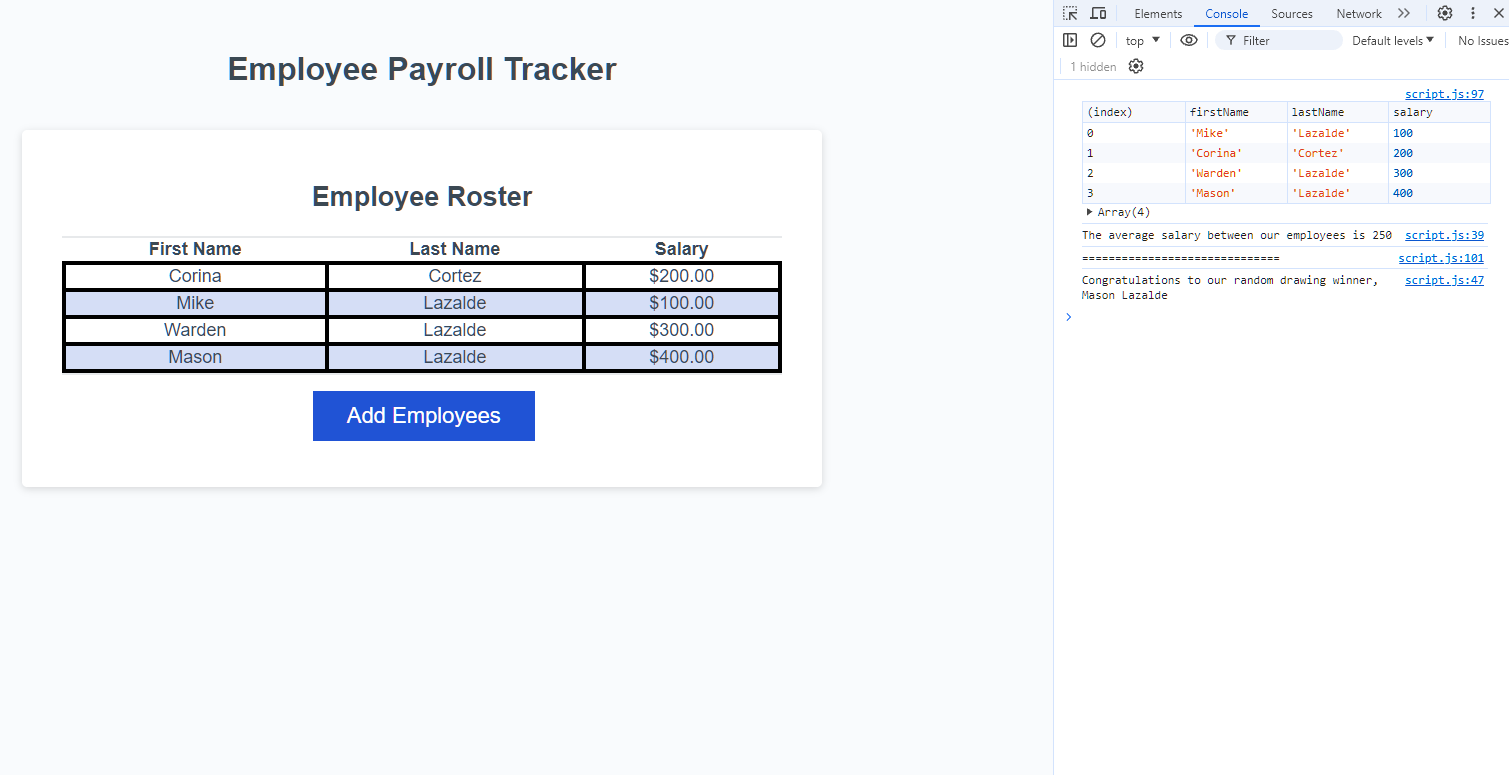 Employee Payroll Tracker
Employee Roster
First Name Last Name Salary
Corina Cortez $200.00
Mike Lazalde $100.00
Warden Lazalde $300.00
Mason Lazalde $400.00
Add Employees
Elements Console Sources Network
top Filter Default levels No Issues
1 hidden
script.js:97
(index) firstName lastName salary
0 'Mike' 'Lazalde' 100
1 'Corina' 'Cortez' 200
2 'Warden' 'Lazalde' 300
3 'Mason' 'Lazalde' 400
Array(4)
The average salary between our employees is 250 script.js:39
============================== script.js:101
Congratulations to our random drawing winner, script.js:47
Mason Lazalde